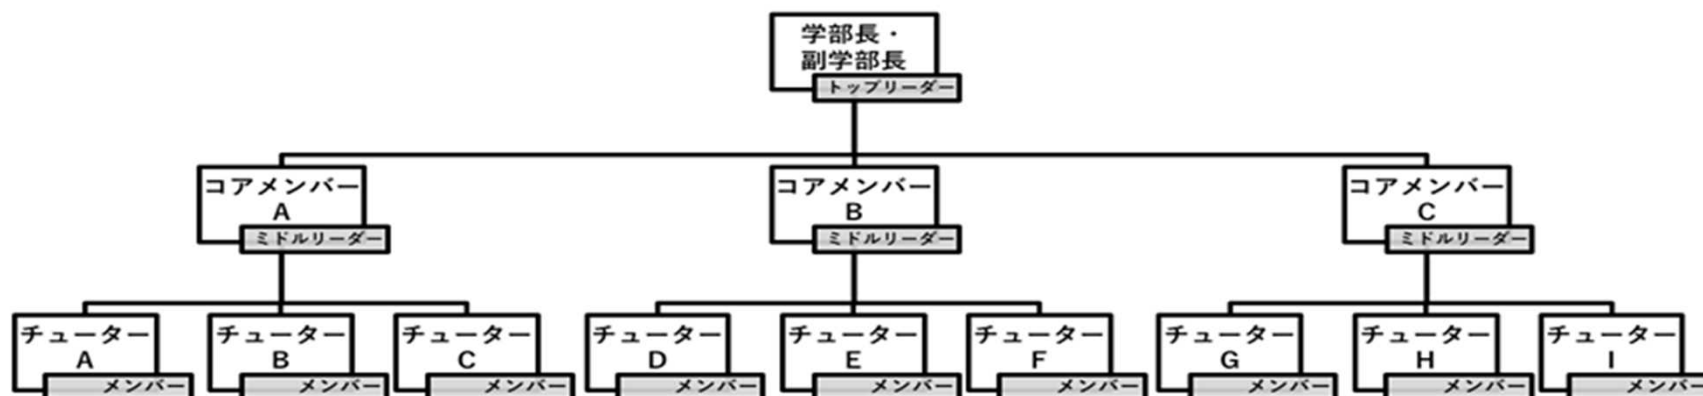 学部長・
副学部長
トップリーダー
コアメンバー
A
ミドルリーダー
コアメンバー
B
ミドルリーダー
コアメンバー
C
ミドルリーダー
チューター
A
メンバー
チューター
B
メンバー
チューター
C
メンバー
チューター
D
メンバー
チューター
E
メンバー
チューター
F
メンバー
チューター
G
メンバー
チューター
H
メンバー
チューター
I
メンバー